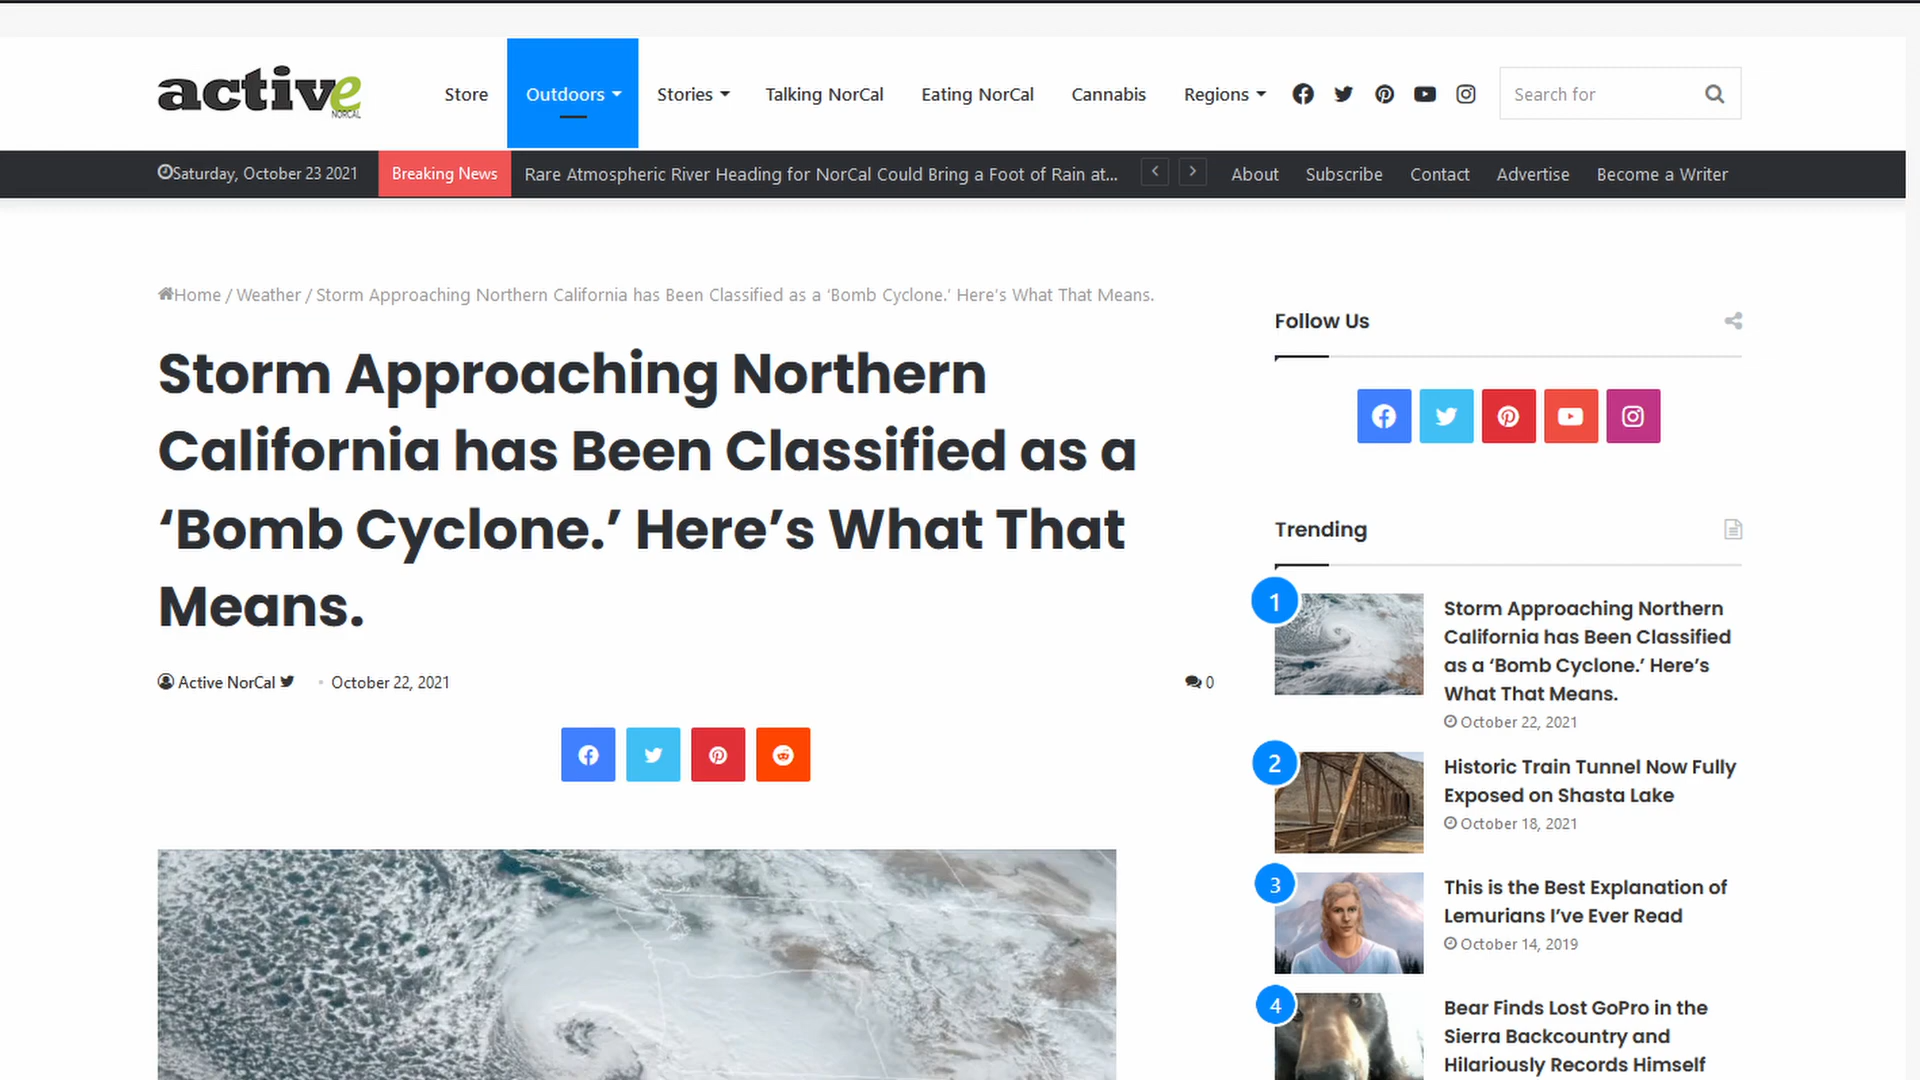 active
NORCAL
Store
Outdoors
Stories
Talking NorCal
Eating NorCal
Cannabis
Regions
Search for
Saturday, October 23 2021
Breaking News
Rare Atmospheric River Heading for NorCal Could Bring a Foot of Rain at...
About
Subscribe
Contact
Advertise
Become a Writer
Home / Weather / Storm Approaching Northern California has Been Classified as a ‘Bomb Cyclone.’ Here’s What That Means.
Storm Approaching Northern
California has Been Classified as a
‘Bomb Cyclone.’ Here’s What That
Means.
Active NorCal
October 22, 2021
0
Follow Us
Trending
1
Storm Approaching Northern
California has Been Classified
as a ‘Bomb Cyclone.’ Here’s
What That Means.
October 22, 2021
2
Historic Train Tunnel Now Fully
Exposed on Shasta Lake
October 18, 2021
3
This is the Best Explanation of
Lemurians I’ve Ever Read
October 14, 2019
4
Bear Finds Lost GoPro in the
Sierra Backcountry and
Hilariously Records Himself